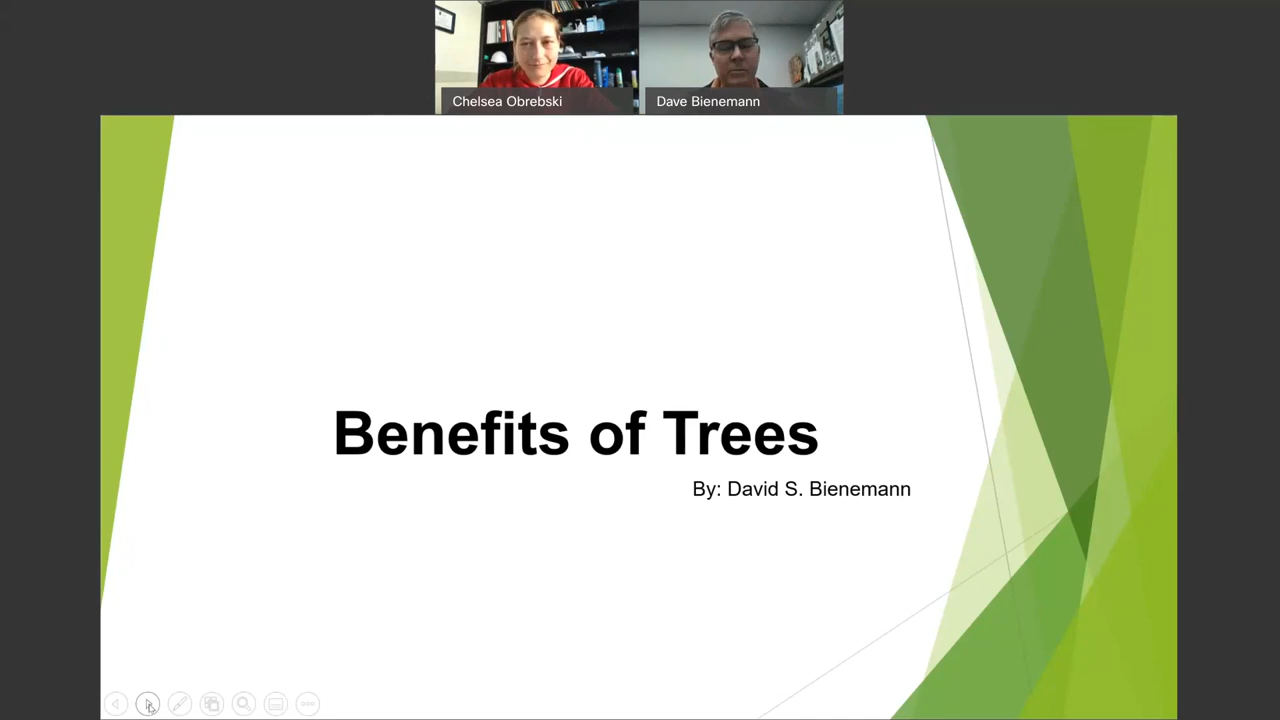 Chelsea Obrebski
Dave Bienemann
Benefits of Trees
By: David S. Bienemann